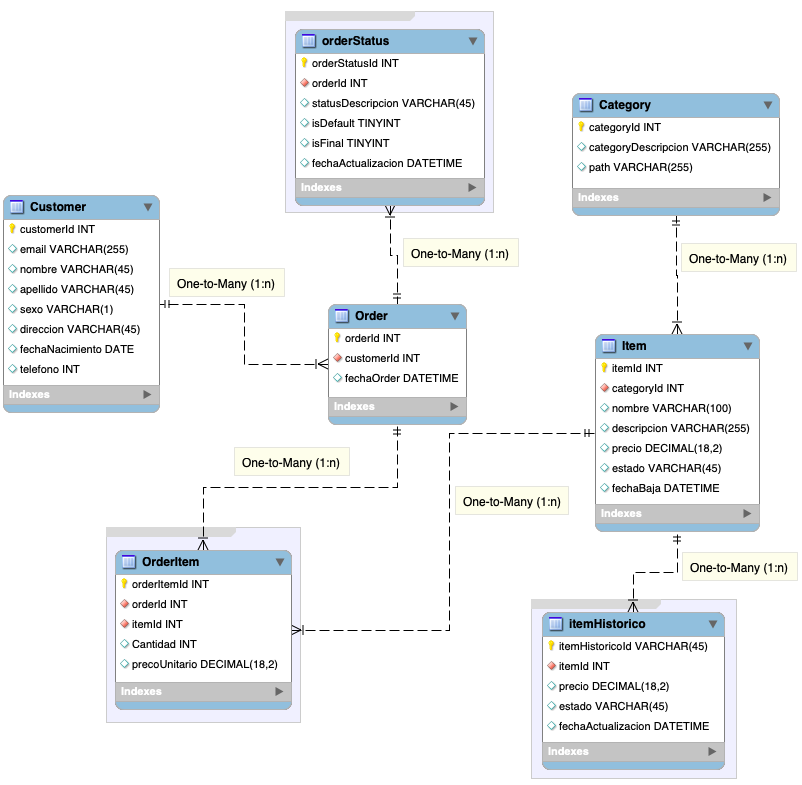 orderStatus
orderStatusId INT
orderId INT
statusDescripcion VARCHAR(45)
isDefault TINYINT
isFinal TINYINT
fechaActualizacion DATETIME
Indexes
Category
categoryId INT
categoryDescripcion VARCHAR(255)
path VARCHAR(255)
Indexes
Customer
customerId INT
email VARCHAR(255)
nombre VARCHAR(45)
apellido VARCHAR(45)
sexo VARCHAR(1)
direccion VARCHAR(45)
fechaNacimiento DATE
telefono INT
Indexes
One-to-Many (1:n)
One-to-Many (1:n)
One-to-Many (1:n)
Order
orderId INT
customerId INT
fechaOrder DATETIME
Indexes
Item
itemId INT
categoryId INT
nombre VARCHAR(100)
descripcion VARCHAR(255)
precio DECIMAL(18,2)
estado VARCHAR(45)
fechaBaja DATETIME
Indexes
One-to-Many (1:n)
One-to-Many (1:n)
One-to-Many (1:n)
OrderItem
orderItemId INT
orderId INT
itemId INT
Cantidad INT
precoUnitario DECIMAL(18,2)
Indexes
itemHistorico
itemHistoricoId VARCHAR(45)
itemId INT
precio DECIMAL(18,2)
estado VARCHAR(45)
fechaActualizacion DATETIME
Indexes